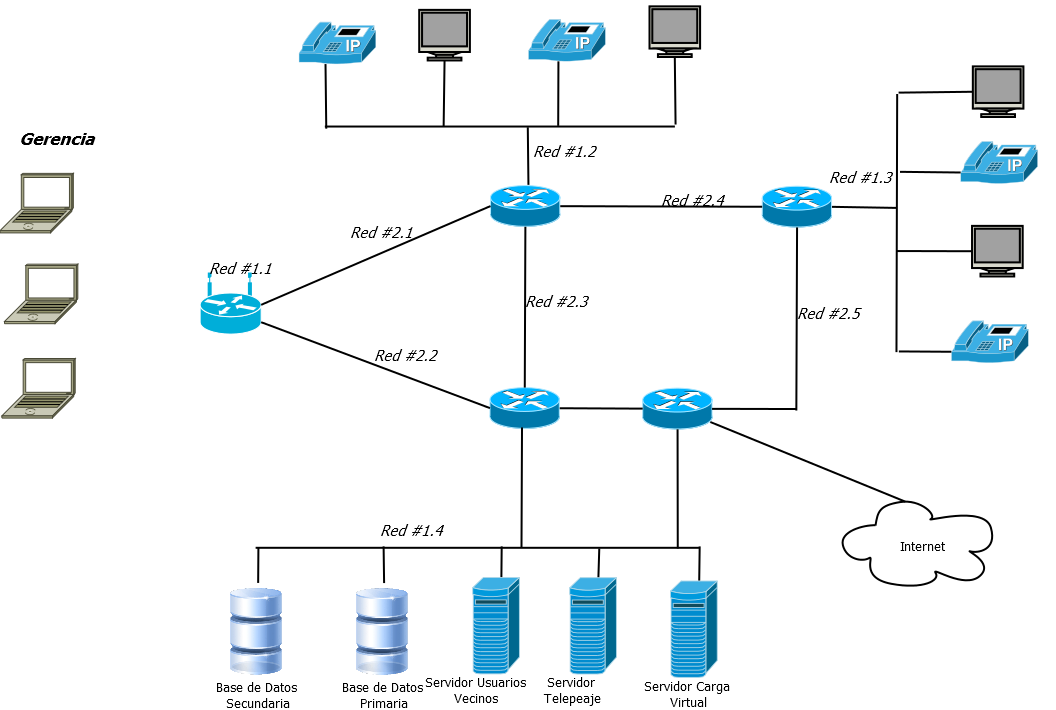 IP
IP
Gerencia
Red #1.2
IP
Red #1.3
Red #2.4
Red #2.1
Red #1.1
Red #2.3
Red #2.5
IP
Red #2.2
Red #1.4
Internet
Base de Datos
Secundaria
Base de Datos
Primaria
Servidor Usuarios
Vecinos
Servidor
Telepeaje
Servidor Carga
Virtual